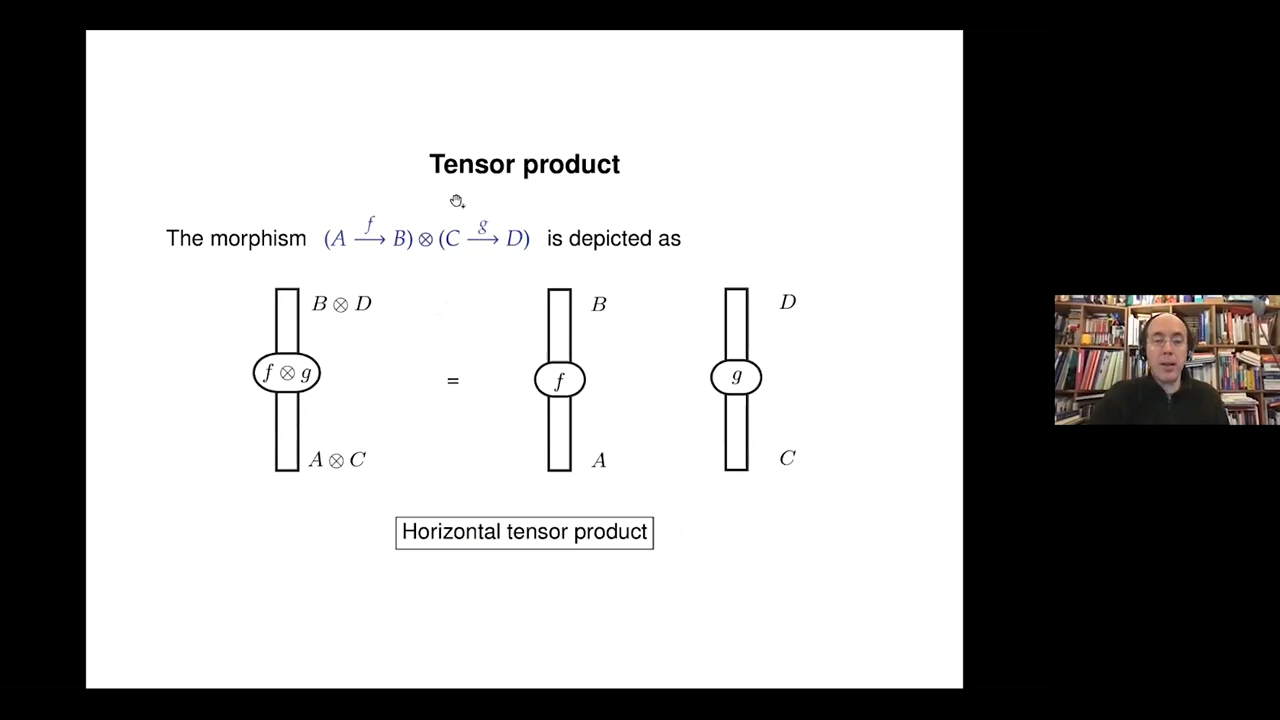 Tensor product
The morphism (A —f→ B) ⊗ (C —g→ D) is depicted as
B ⊗ D B D
f ⊗ g = f g
A ⊗ C A C
Horizontal tensor product